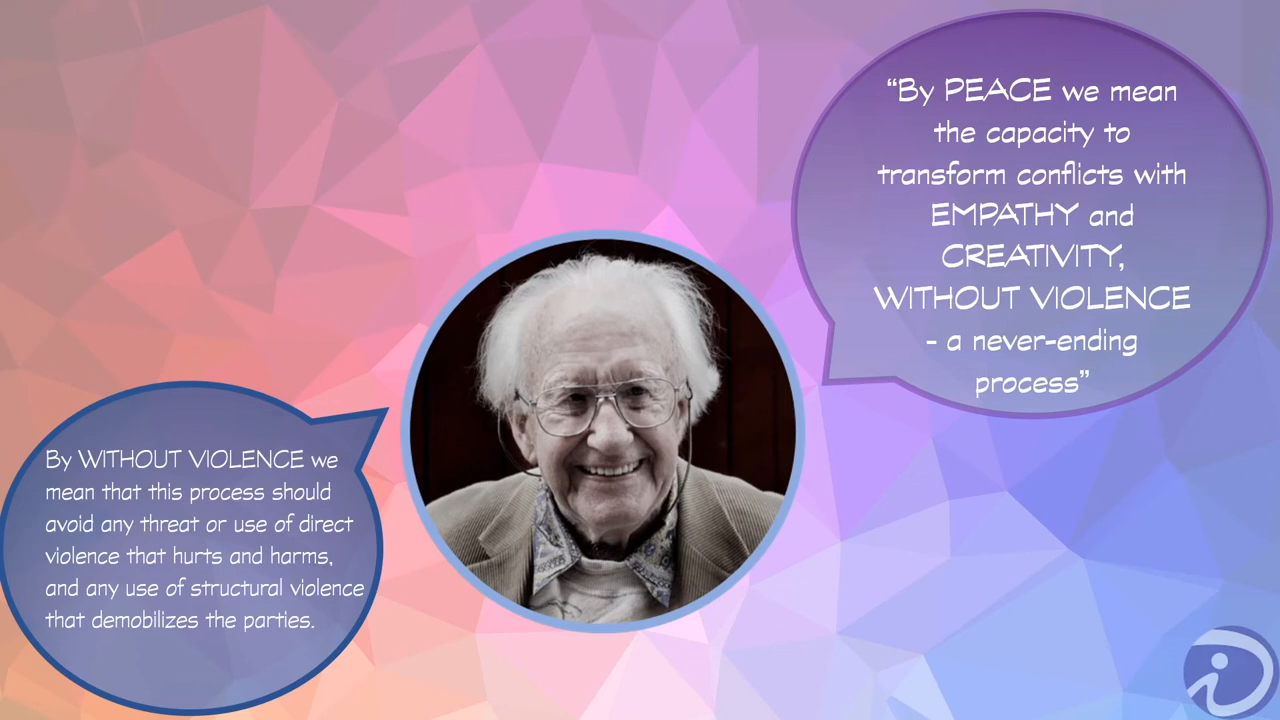 “By PEACE we mean
the capacity to
transform conflicts with
EMPATHY and
CREATIVITY,
WITHOUT VIOLENCE
- a never-ending
process”
By WITHOUT VIOLENCE we
mean that this process should
avoid any threat or use of direct
violence that hurts and harms,
and any use of structural violence
that demobilizes the parties.